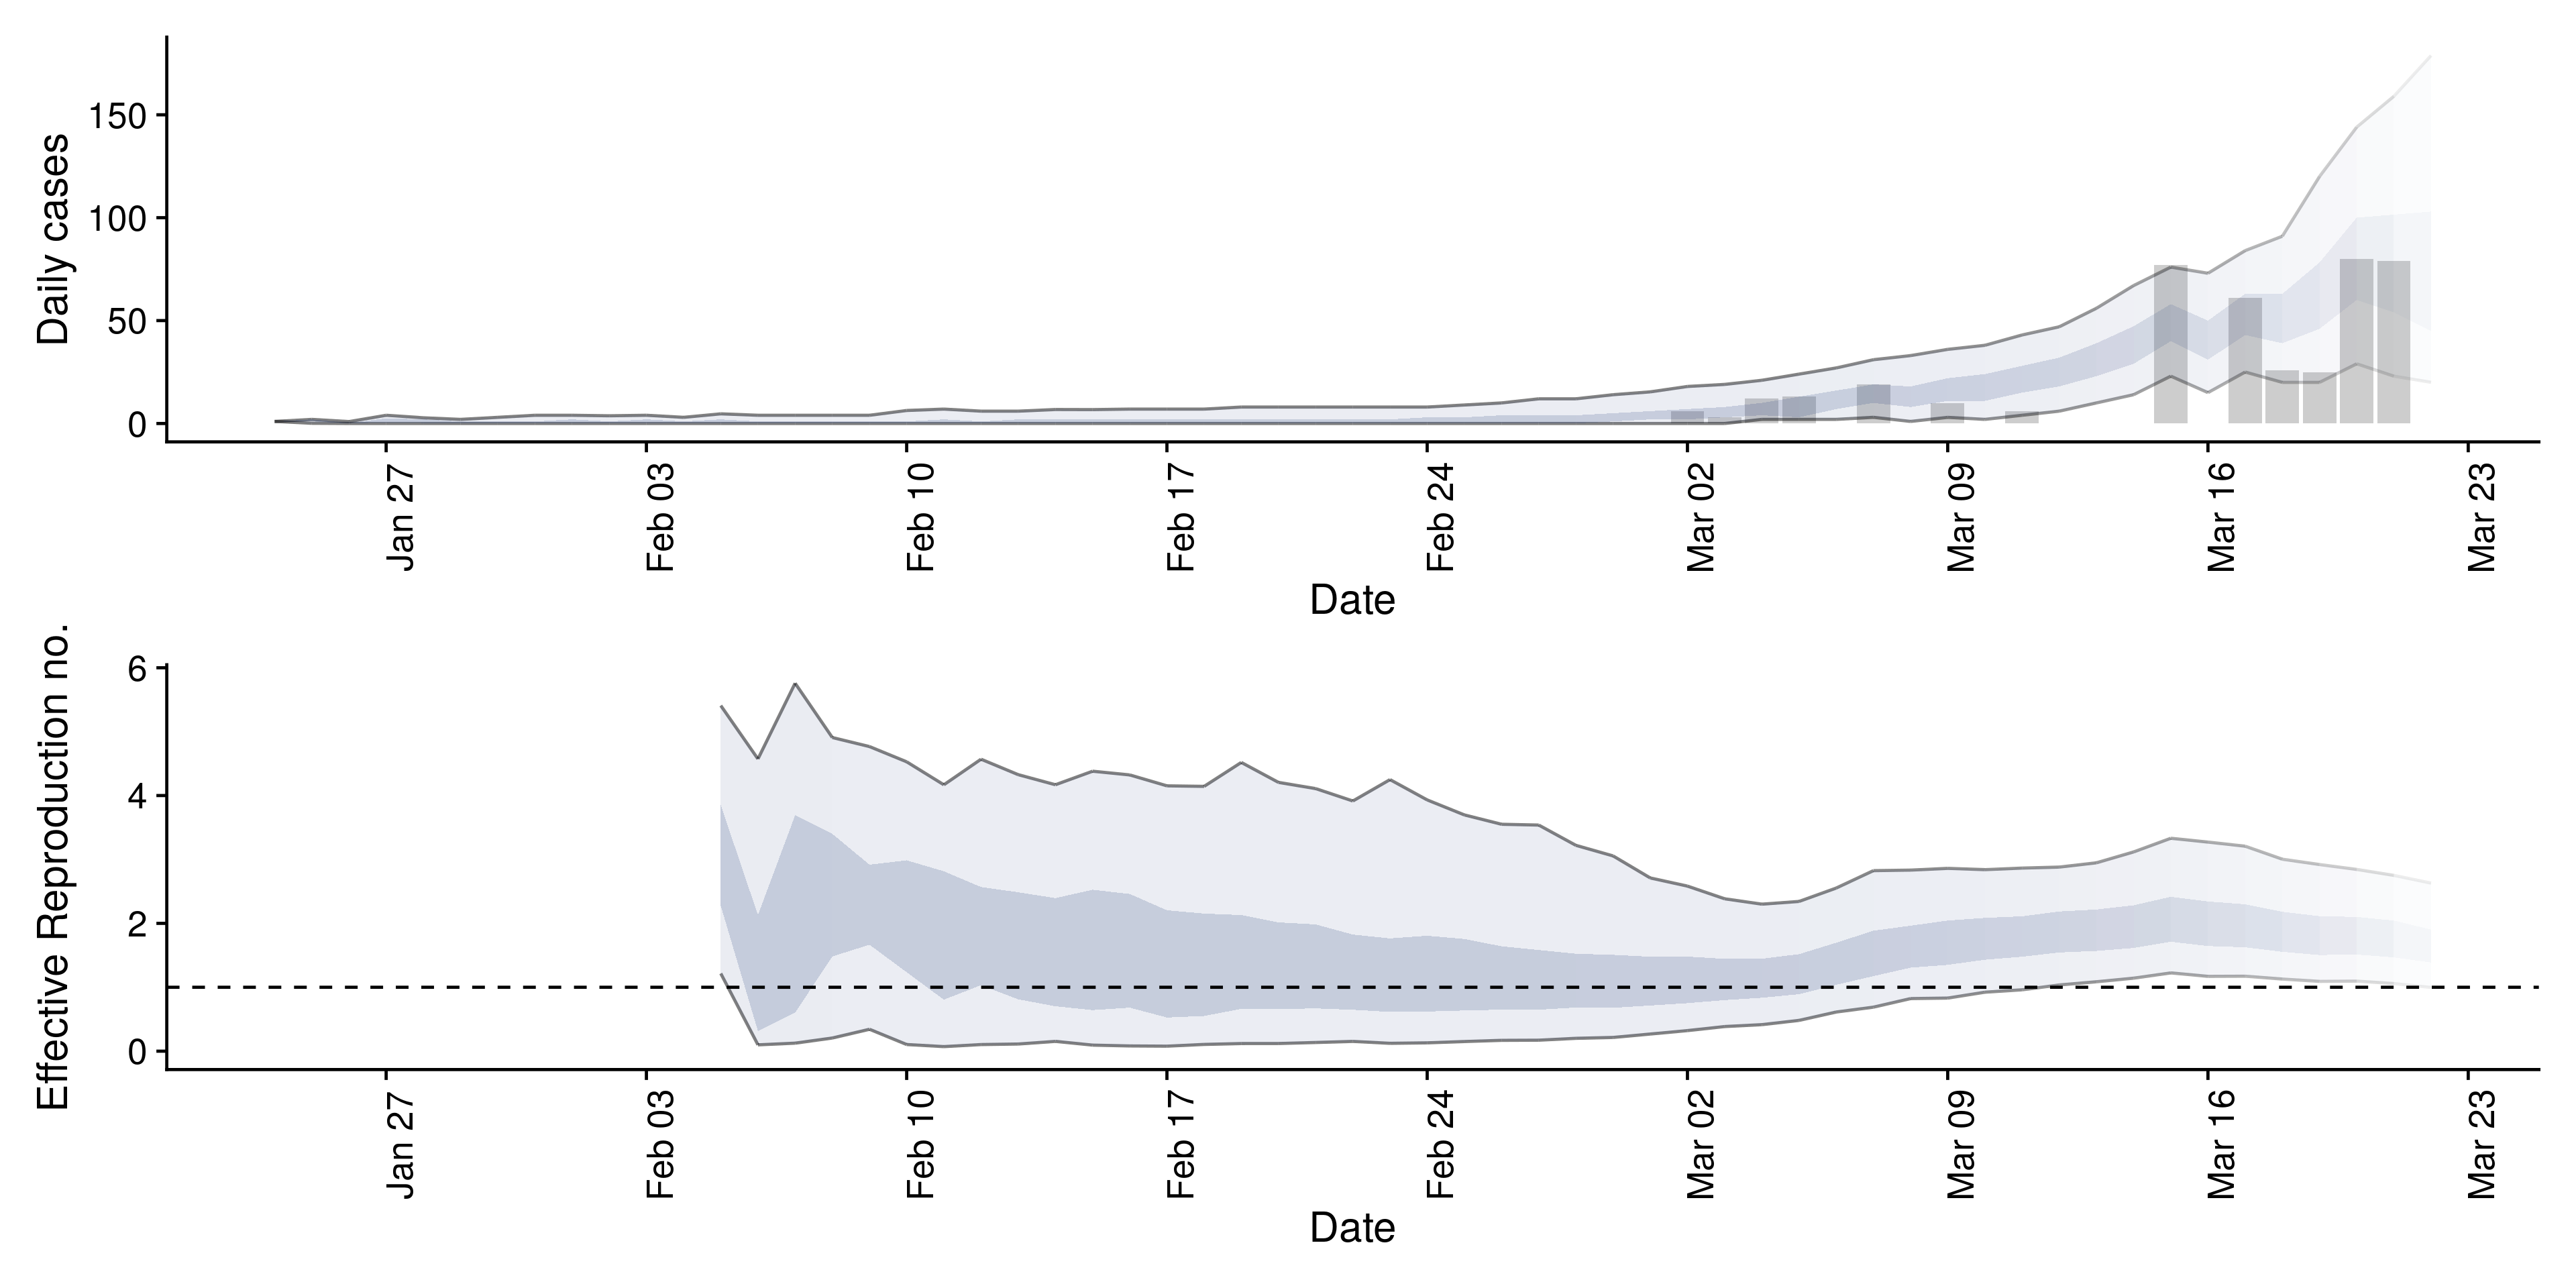 Daily cases
150
100
50
0
Jan 27
Feb 03
Feb 10
Feb 17
Feb 24
Mar 02
Mar 09
Mar 16
Mar 23
Date
Effective Reproduction no.
6
4
2
0
Jan 27
Feb 03
Feb 10
Feb 17
Feb 24
Mar 02
Mar 09
Mar 16
Mar 23
Date